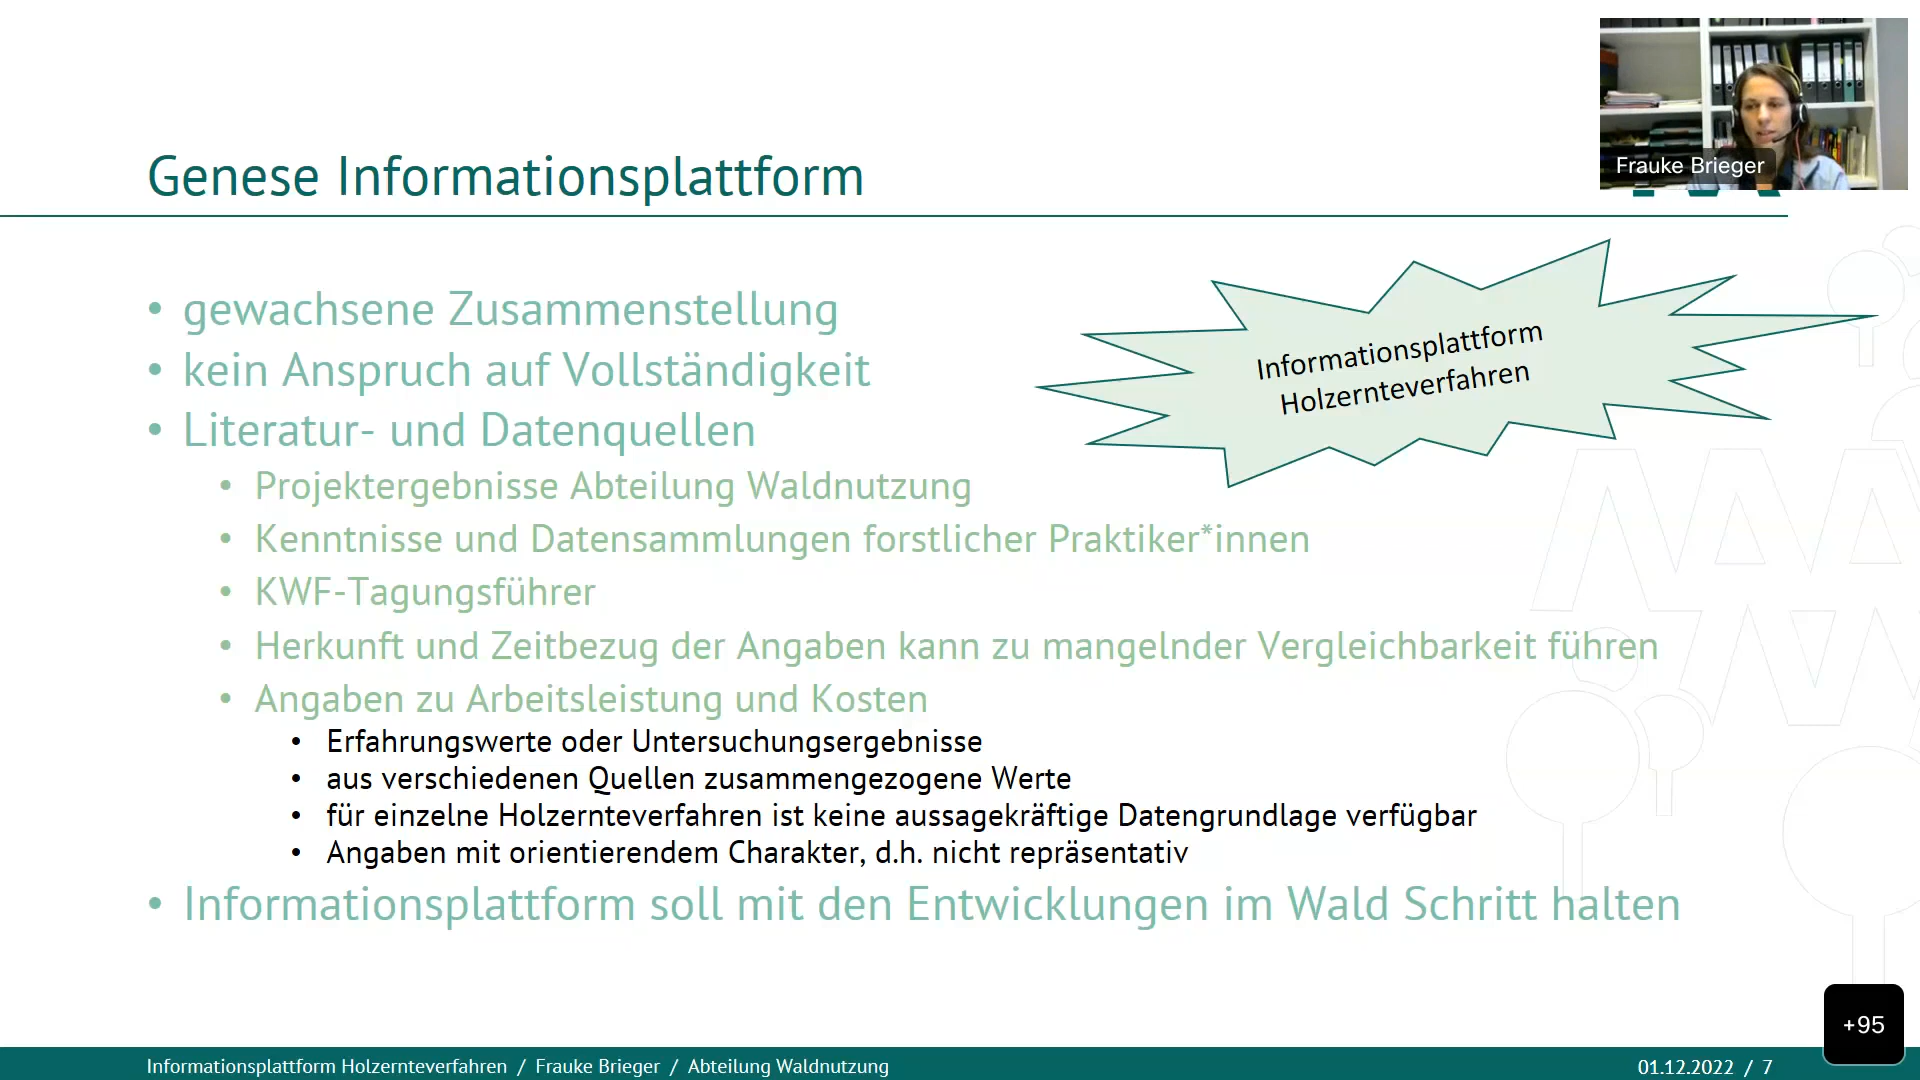 Frauke Brieger
Genese Informationsplattform
• gewachsene Zusammenstellung
• kein Anspruch auf Vollständigkeit
• Literatur- und Datenquellen
Informationsplattform
Holzernteverfahren
• Projektergebnisse Abteilung Waldnutzung
• Kenntnisse und Datensammlungen forstlicher Praktiker*innen
• KWF-Tagungsführer
• Herkunft und Zeitbezug der Angaben kann zu mangelnder Vergleichbarkeit führen
• Angaben zu Arbeitsleistung und Kosten
• Erfahrungswerte oder Untersuchungsergebnisse
• aus verschiedenen Quellen zusammengezogene Werte
• für einzelne Holzernteverfahren ist keine aussagekräftige Datengrundlage verfügbar
• Angaben mit orientierendem Charakter, d.h. nicht repräsentativ
• Informationsplattform soll mit den Entwicklungen im Wald Schritt halten
+95
Informationsplattform Holzernteverfahren / Frauke Brieger / Abteilung Waldnutzung
01.12.2022 / 7